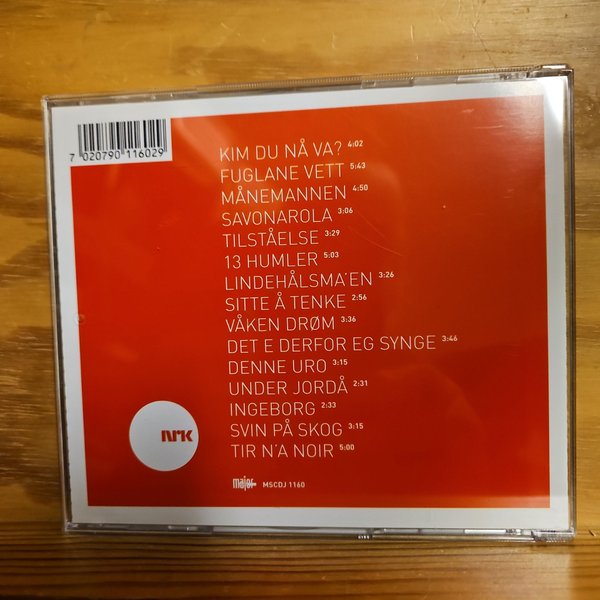 7 020790 116029
KIM DU NÅ VA? 4:02
FUGLANE VETT 5:43
MÅNEMANNEN 4:50
SAVONAROLA 3:06
TILSTÅELSE 3:29
13 HUMLER 5:03
LINDEHÅLSMA'EN 3:26
SITTE Å TENKE 2:56
VÅKEN DRØM 3:36
DET E DERFOR EG SYNGE 3:46
DENNE URO 3:15
UNDER JORDÅ 2:31
INGEBORG 2:33
SVIN PÅ SKOG 3:15
TIR N'A NOIR 5:00
NRK
major MSCDJ 1160